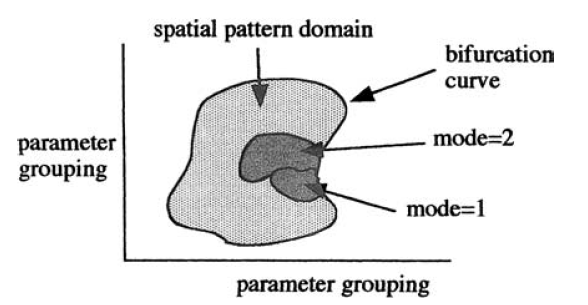 spatial pattern domain
bifurcation
curve
parameter
grouping
mode=2
mode=1
parameter grouping